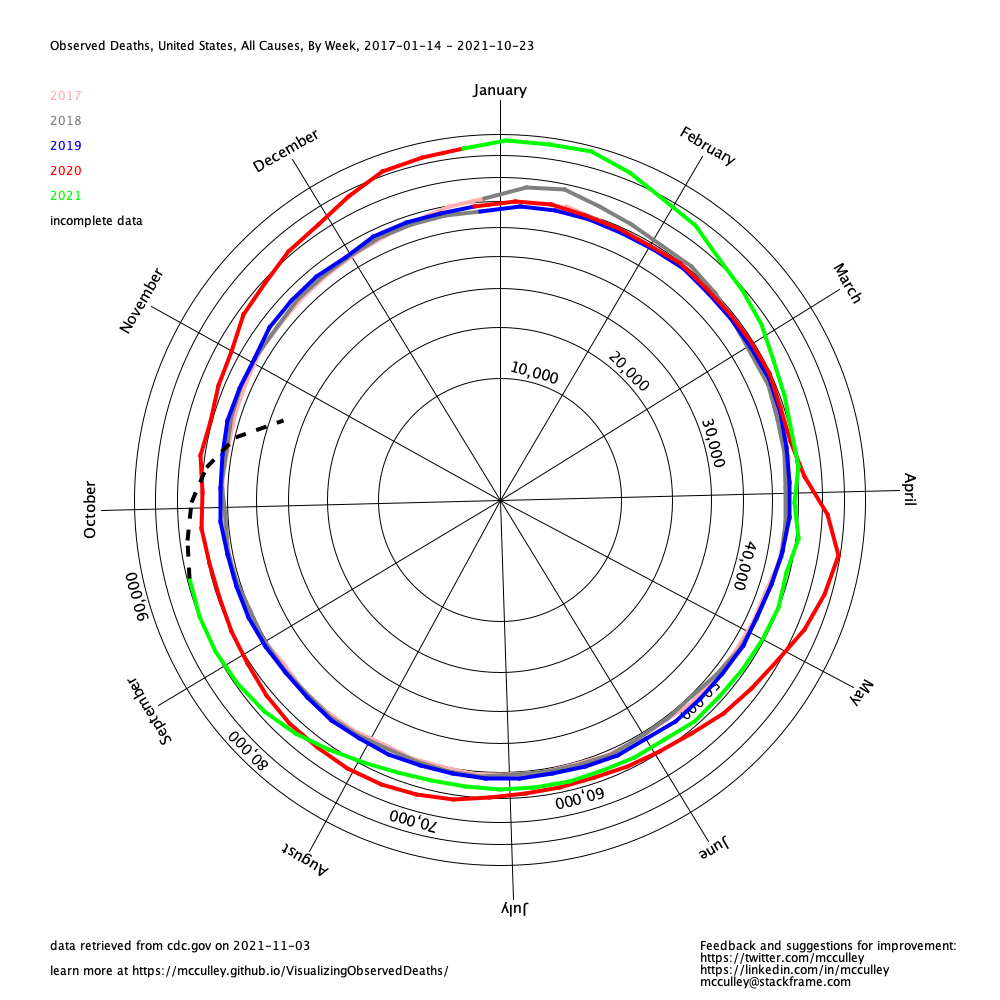 Observed Deaths, United States, All Causes, By Week, 2017-01-14 - 2021-10-23
2017
2018
2019
2020
2021
incomplete data
January
February
March
April
May
June
July
August
September
October
November
December
10,000
20,000
30,000
40,000
50,000
60,000
70,000
80,000
90,000
data retrieved from cdc.gov on 2021-11-03
learn more at https://mcculley.github.io/VisualizingObservedDeaths/
Feedback and suggestions for improvement:
https://twitter.com/mcculley
https://linkedin.com/in/mcculley
mcculley@stackframe.com